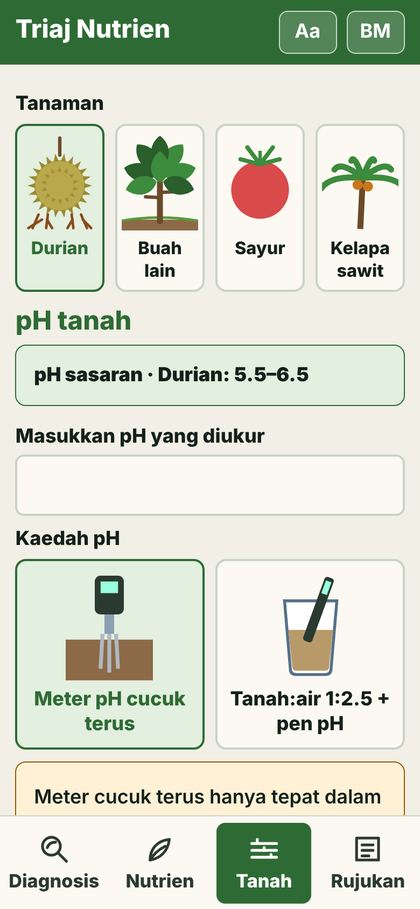 Triaj Nutrien
Aa
BM
Tanaman
Durian
Buah
lain
Sayur
Kelapa
sawit
pH tanah
pH sasaran · Durian: 5.5–6.5
Masukkan pH yang diukur
Kaedah pH
Meter pH cucuk
terus
Tanah:air 1:2.5 +
pen pH
Meter cucuk terus hanya tepat dalam
Diagnosis
Nutrien
Tanah
Rujukan